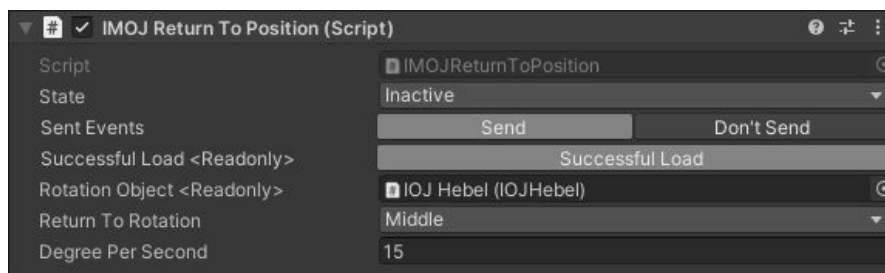 IMOJ Return To Position (Script)
Script IMOJReturnToPosition
State Inactive
Sent Events Send Don't Send
Successful Load <Readonly> Successful Load
Rotation Object <Readonly> IOJ Hebel (IOJHebel)
Return To Rotation Middle
Degree Per Second 15